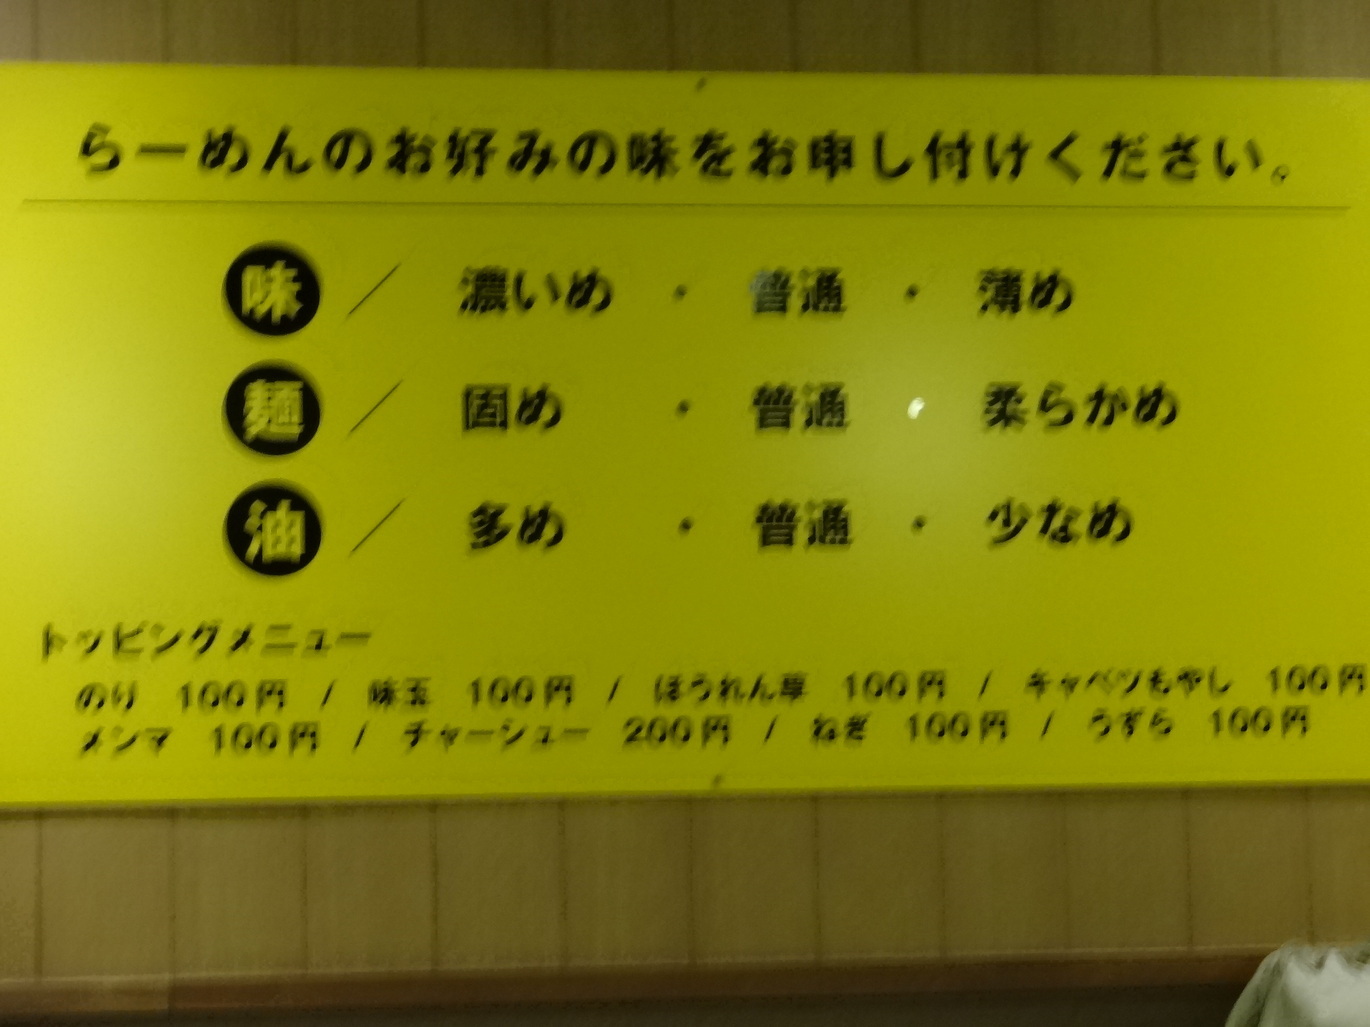 らーめんのお好みの味をお申し付けください。
味／ 濃いめ ・ 普通 ・ 薄め
麺／ 固め ・ 普通 ・ 柔らかめ
油／ 多め ・ 普通 ・ 少なめ
トッピングメニュー
のり 100円 / 味玉 100円 / ほうれん草 100円 / キャベツもやし 100円
メンマ 100円 / チャーシュー 200円 / ねぎ 100円 / うずら 100円